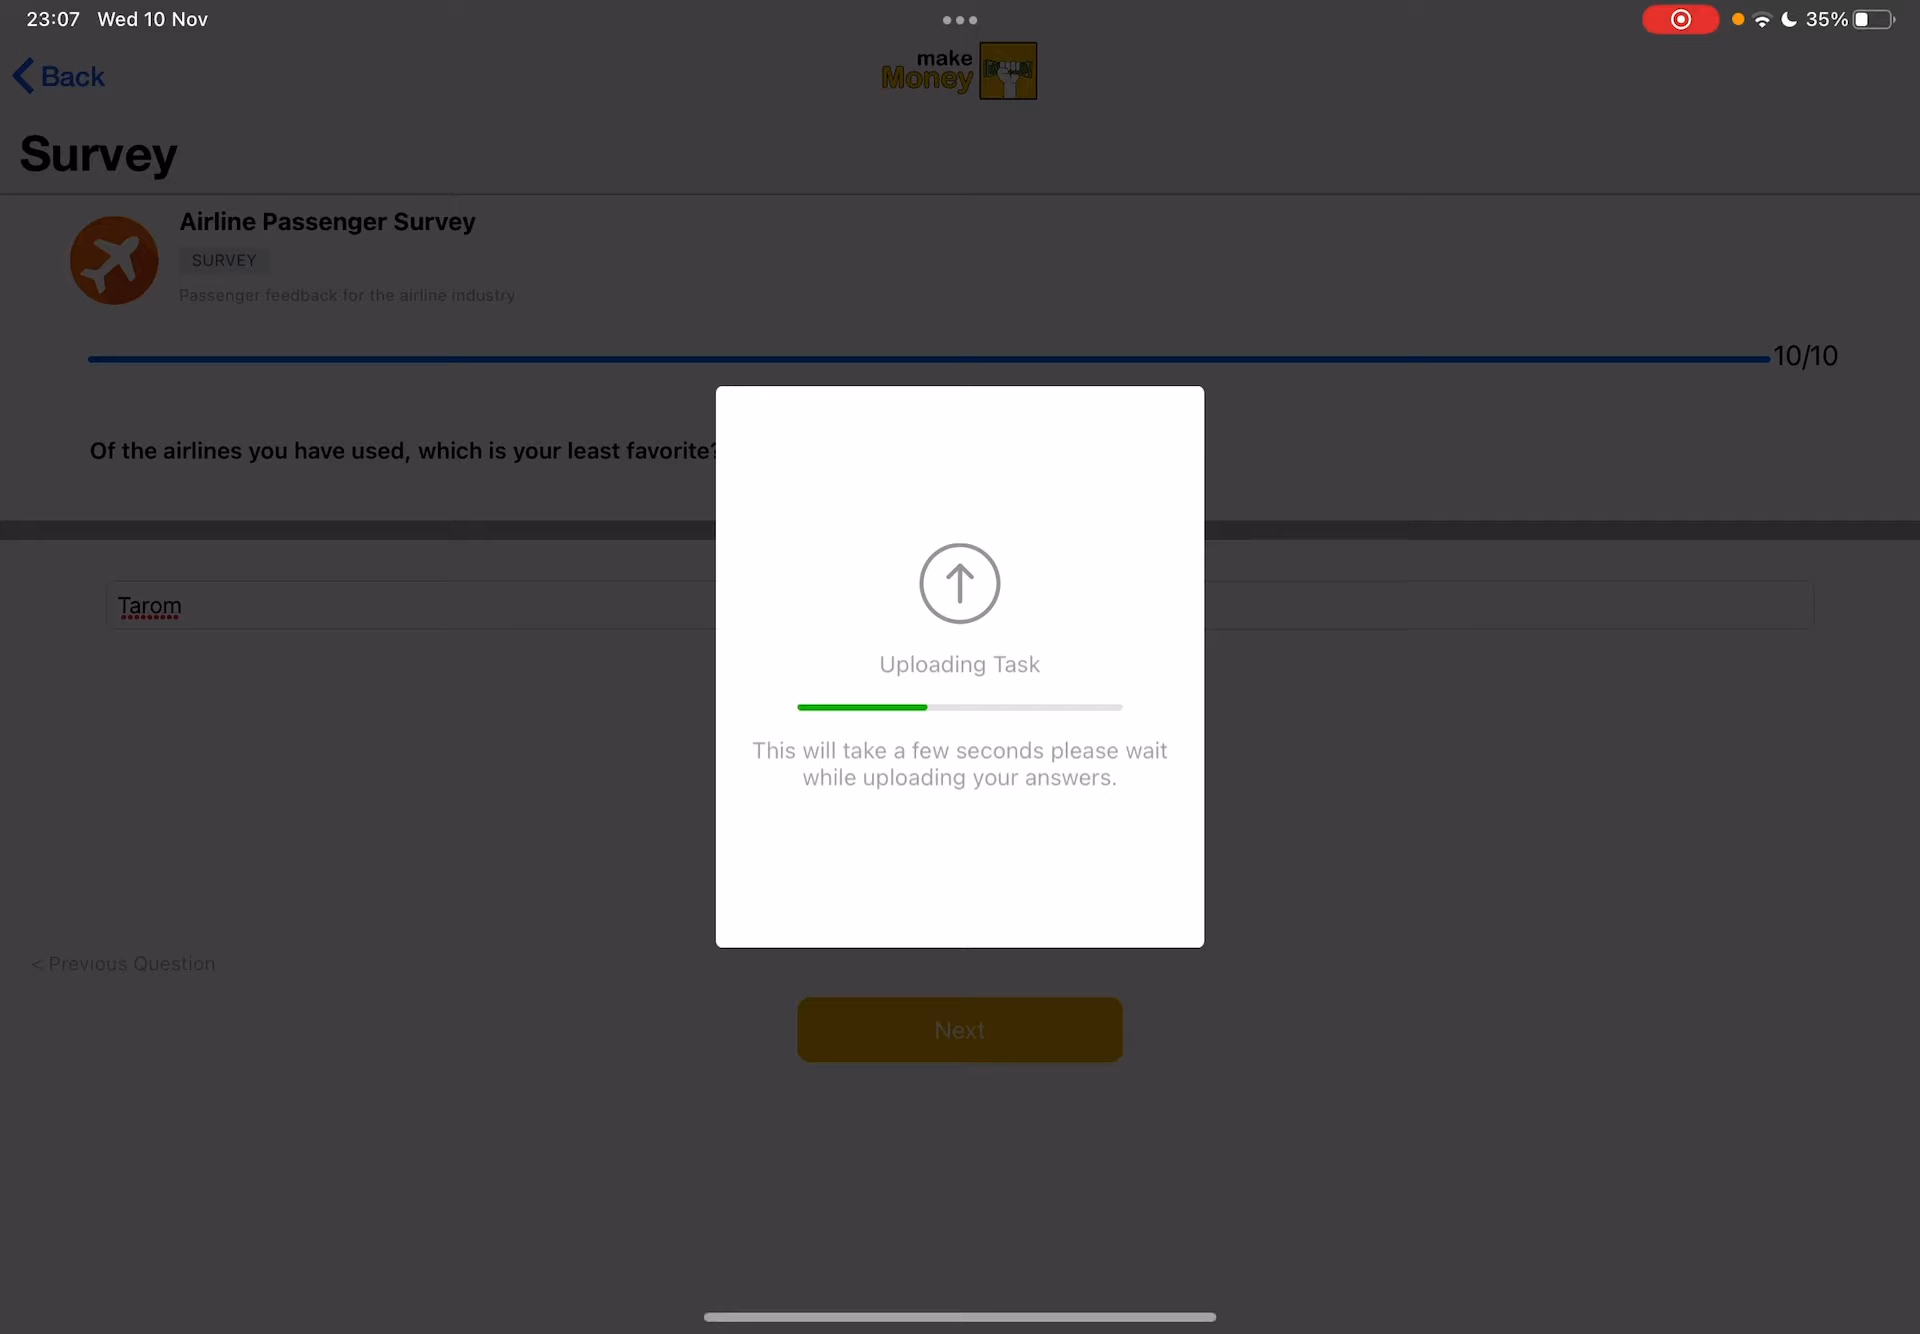 23:07 Wed 10 Nov
35%
Back
make
Money
Survey
Airline Passenger Survey
SURVEY
Passenger feedback for the airline industry
10/10
Of the airlines you have used, which is your least favorite?
Tarom
Uploading Task
This will take a few seconds please wait
while uploading your answers.
< Previous Question
Next